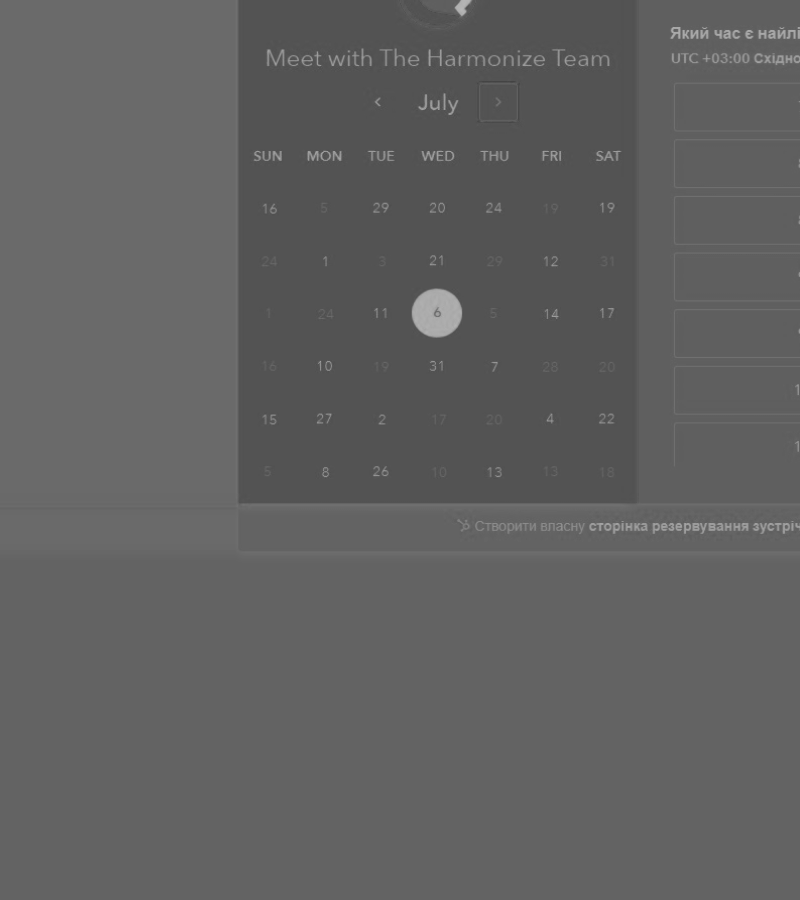 Meet with The Harmonize Team
July
SUN MON TUE WED THU FRI SAT
16 5 29 20 24 19 19
24 1 3 21 29 12 31
1 24 11 6 5 14 17
16 10 19 31 7 28 20
15 27 2 17 20 4 22
5 8 26 10 13 13 18
Який час є найлі
UTC +03:00 Східно
Створити власну сторінка резервування зустріч